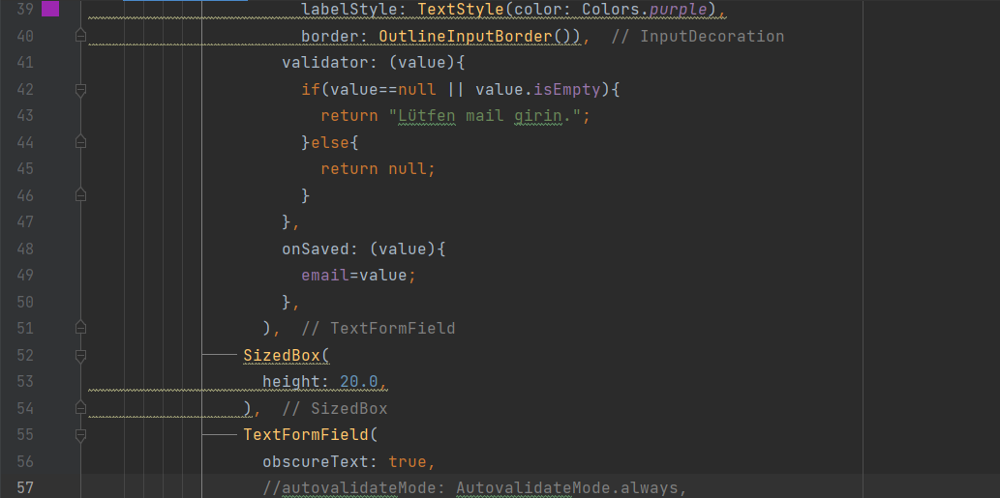 39 labelStyle: TextStyle(color: Colors.purple),
40 border: OutlineInputBorder()), // InputDecoration
41 validator: (value){
42 if(value==null || value.isEmpty){
43 return "Lütfen mail girin.";
44 }else{
45 return null;
46 }
47 },
48 onSaved: (value){
49 email=value;
50 },
51 ), // TextFormField
52 SizedBox(
53 height: 20.0,
54 ), // SizedBox
55 TextFormField(
56 obscureText: true,
57 //autovalidateMode: AutovalidateMode.always,